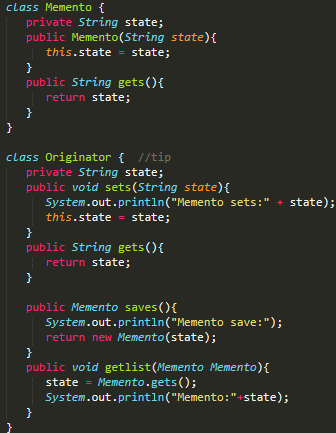 class Memento {
    private String state;
    public Memento(String state){
        this.state = state;
    }
    public String gets(){
        return state;
    }
}

class Originator {  //tip
    private String state;
    public void sets(String state){
        System.out.println("Memento sets:" + state);
        this.state = state;
    }
    public String gets(){
        return state;
    }

    public Memento saves(){
        System.out.println("Memento save:");
        return new Memento(state);
    }
    public void getlist(Memento Memento){
        state = Memento.gets();
        System.out.println("Memento:"+state);
    }
}